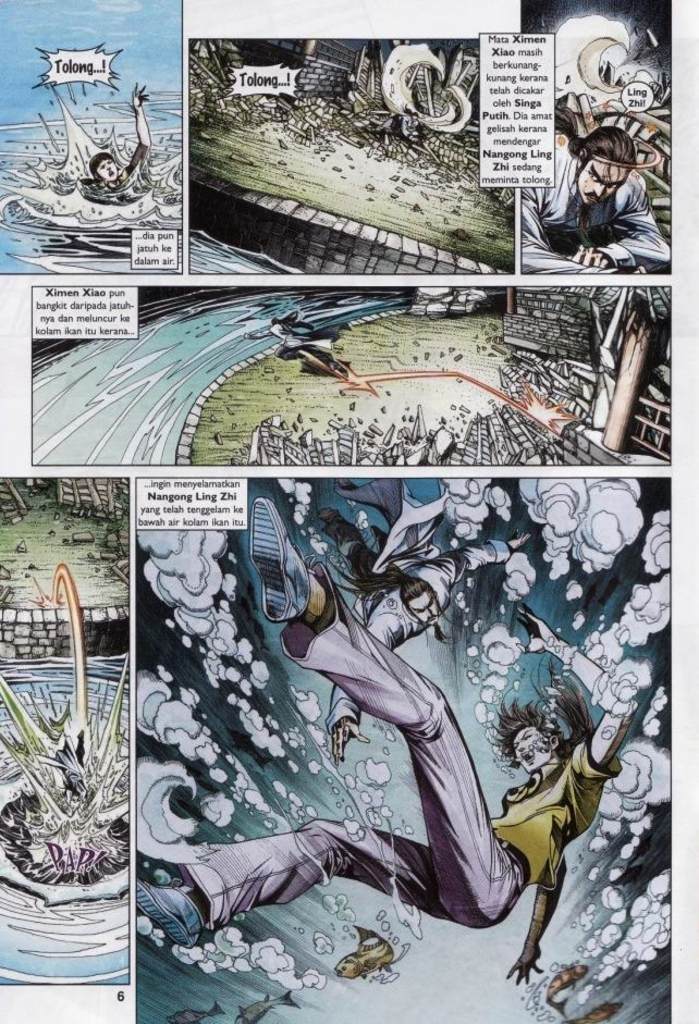 Tolong...!
...dia pun
jatuh ke
dalam air.
Tolong...!
Mata Ximen
Xiao masih
berkunang-
kunang kerana
telah dicakar
oleh Singa
Putih. Dia amat
gelisah kerana
mendengar
Nangong Ling
Zhi sedang
meminta tolong.
Ling
Zhi!
Ximen Xiao pun
bangkit daripada jatuh-
nya dan meluncur ke
kolam ikan itu kerana...
PAP!
...ingin menyelamatkan
Nangong Ling Zhi
yang telah tenggelam ke
bawah air kolam ikan itu.
6